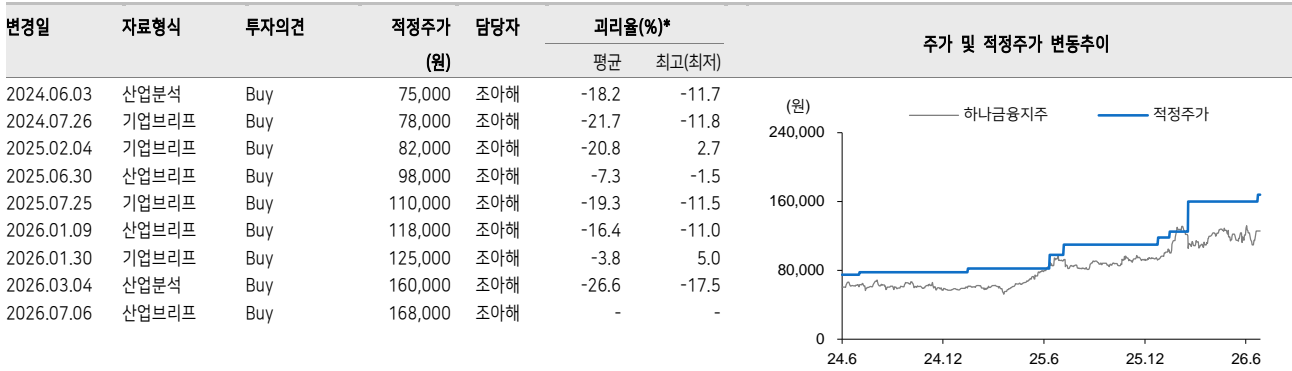 변경일 자료형식 투자의견 적정주가 담당자 괴리율(%)* 주가 및 적정주가 변동추이
(원) 평균 최고(최저)
2024.06.03 산업분석 Buy 75,000 조아해 -18.2 -11.7
2024.07.26 기업브리프 Buy 78,000 조아해 -21.7 -11.8
2025.02.04 기업브리프 Buy 82,000 조아해 -20.8 2.7
2025.06.30 산업브리프 Buy 98,000 조아해 -7.3 -1.5
2025.07.25 기업브리프 Buy 110,000 조아해 -19.3 -11.5
2026.01.09 산업브리프 Buy 118,000 조아해 -16.4 -11.0
2026.01.30 기업브리프 Buy 125,000 조아해 -3.8 5.0
2026.03.04 산업분석 Buy 160,000 조아해 -26.6 -17.5
2026.07.06 산업브리프 Buy 168,000 조아해 - -
(원) 하나금융지주 적정주가
240,000
160,000
80,000
0
24.6 24.12 25.6 25.12 26.6